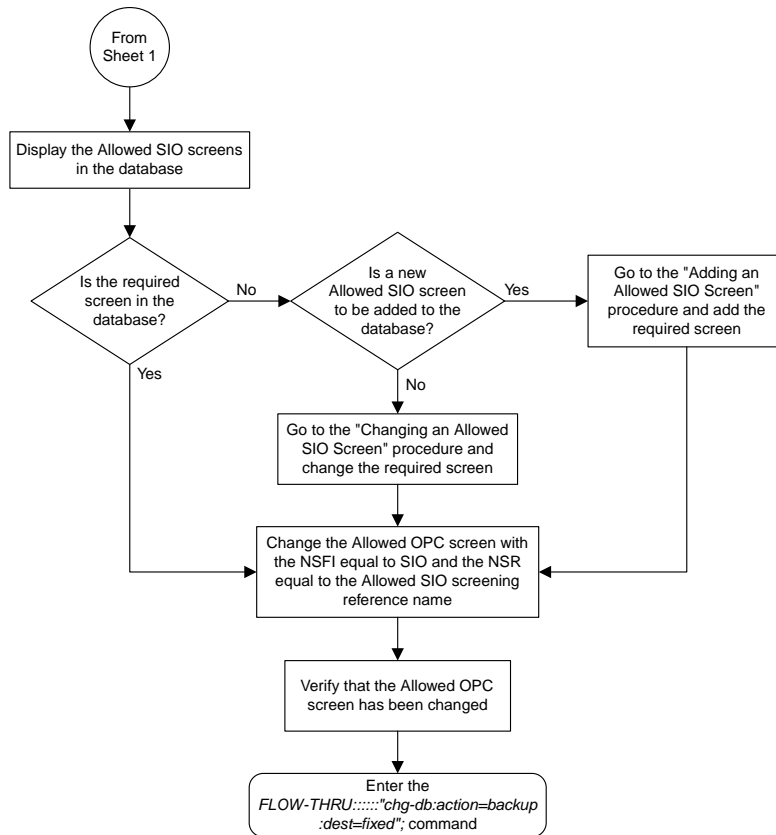 From
Sheet 1
Display the Allowed SIO screens
in the database
Is the required
screen in the
database?
No
Yes
Is a new
Allowed SIO screen
to be added to the
database?
Yes
No
Go to the "Adding an
Allowed SIO Screen"
procedure and add the
required screen
Go to the "Changing an Allowed
SIO Screen" procedure and
change the required screen
Change the Allowed OPC screen with
the NSFI equal to SIO and the NSR
equal to the Allowed SIO screening
reference name
Verify that the Allowed OPC
screen has been changed
Enter the
FLOW-THRU::::::"chg-db:action=backup
:dest=fixed"; command